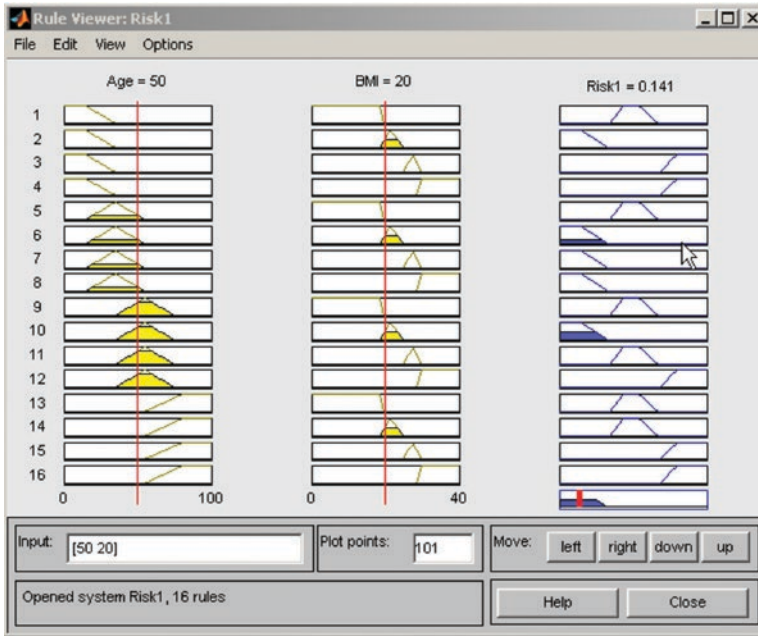 Rule Viewer: Risk1
File Edit View Options
Age = 50 BMI = 20 Risk1 = 0.141
1
2
3
4
5
6
7
8
9
10
11
12
13
14
15
16
0 100 0 40
Input: [50 20] Plot points: 101 Move: left right down up
Opened system Risk1, 16 rules Help Close